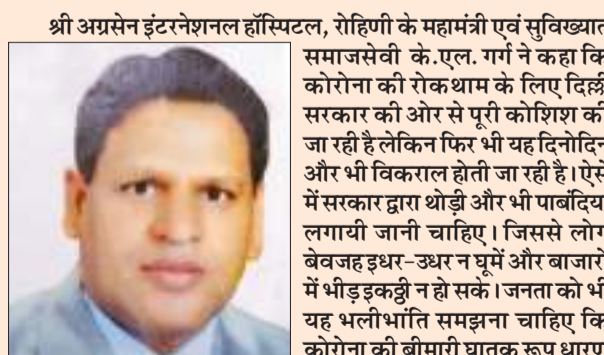 श्री अग्रसेन इंटरनेशनल हॉस्पिटल, रोहिणी के महामंत्री एवं सुविख्यात
समाजसेवी के.एल. गर्ग ने कहा कि
कोरोना की रोकथाम के लिए दिल्ली
सरकार की ओर से पूरी कोशिश की
जा रही है लेकिन फिर भी यह दिनोदिन
और भी विकराल होती जा रही है। ऐसे
में सरकार द्वारा थोड़ी और भी पाबंदिया
लगायी जानी चाहिए। जिससे लोग
बेवजह इधर-उधर न घूमें और बाजारो
में भीड़ इकठ्ठी न हो सके। जनता को भी
यह भलीभांति समझना चाहिए कि
कोरोना की बीमारी घातक रूप धारण